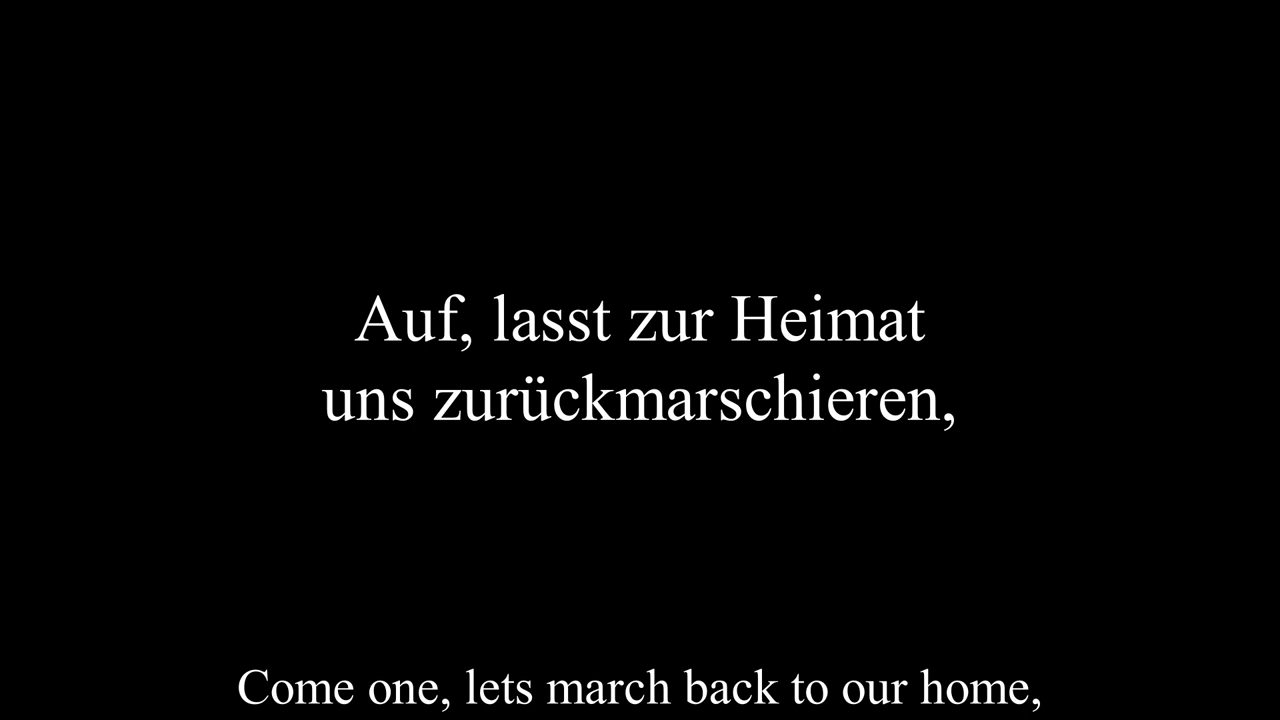 Auf, lasst zur Heimat
uns zurückmarschieren,
Come one, lets march back to our home,